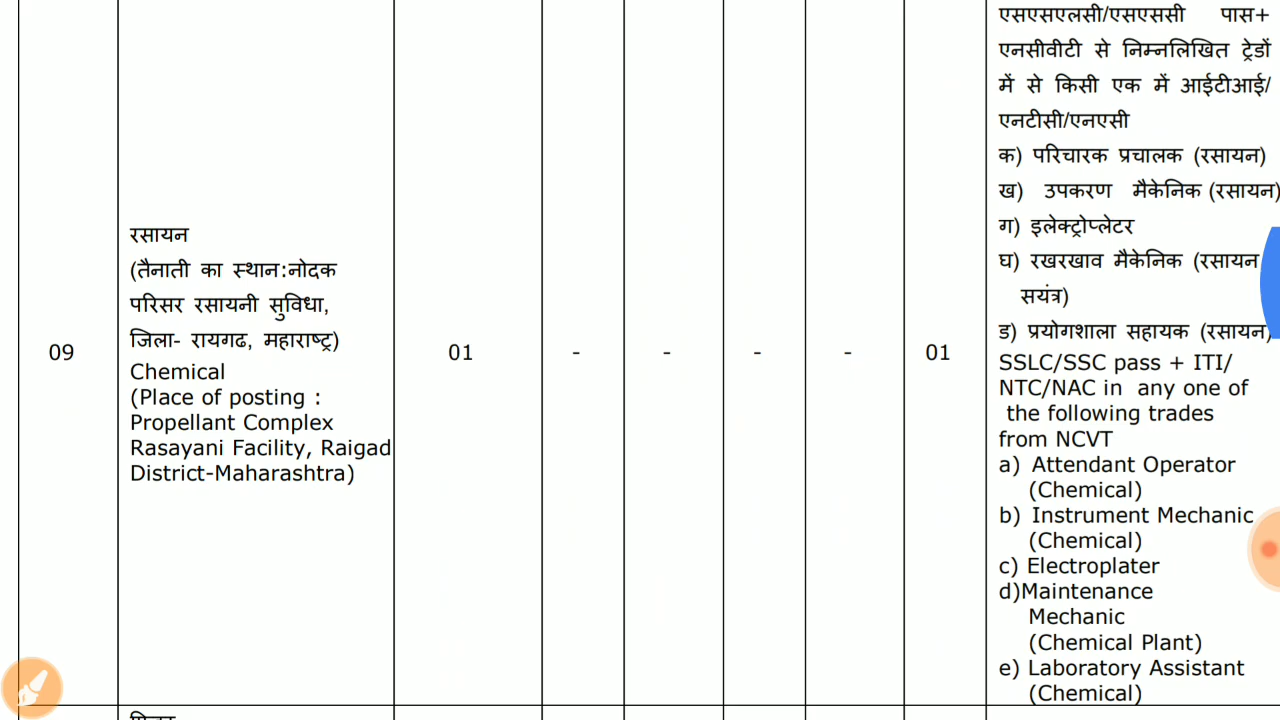 09
रसायन
(तैनाती का स्थान:नोदक
परिसर रसायनी सुविधा,
जिला- रायगढ, महाराष्ट्र)
Chemical
(Place of posting :
Propellant Complex
Rasayani Facility, Raigad
District-Maharashtra)
01
-
-
-
-
01
एसएसएलसी/एसएससी पास+
एनसीवीटी से निम्नलिखित ट्रेडों
में से किसी एक में आईटीआई/
एनटीसी/एनएसी
क) परिचारक प्रचालक (रसायन)
ख) उपकरण मैकेनिक (रसायन)
ग) इलेक्ट्रोप्लेटर
घ) रखरखाव मैकेनिक (रसायन
सयंत्र)
ड) प्रयोगशाला सहायक (रसायन)
SSLC/SSC pass + ITI/
NTC/NAC in any one of
the following trades
from NCVT
a) Attendant Operator
(Chemical)
b) Instrument Mechanic
(Chemical)
c) Electroplater
d)Maintenance
Mechanic
(Chemical Plant)
e) Laboratory Assistant
(Chemical)